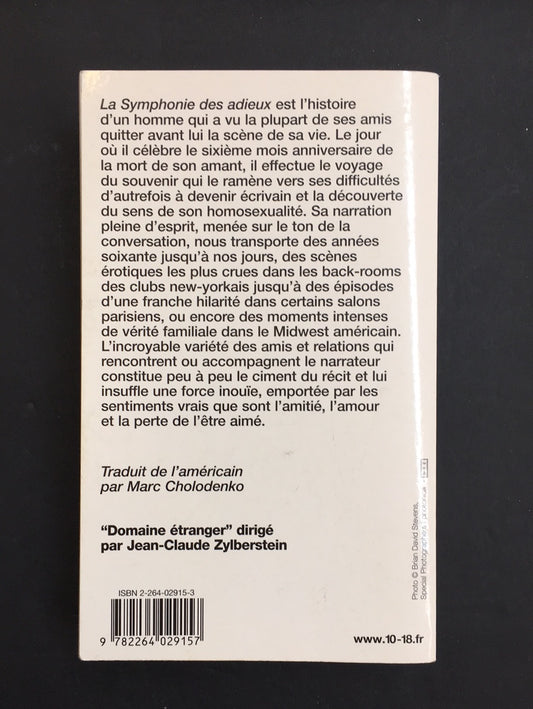 La Symphonie des adieux est l'histoire
d'un homme qui a vu la plupart de ses amis
quitter avant lui la scène de sa vie. Le jour
où il célèbre le sixième mois anniversaire de
la mort de son amant, il effectue le voyage
du souvenir qui le ramène vers ses difficultés
d'autrefois à devenir écrivain et la découverte
du sens de son homosexualité. Sa narration
pleine d'esprit, menée sur le ton de la
conversation, nous transporte des années
soixante jusqu'à nos jours, des scènes
érotiques les plus crues dans les back-rooms
des clubs new-yorkais jusqu'à des épisodes
d'une franche hilarité dans certains salons
parisiens, ou encore des moments intenses
de vérité familiale dans le Midwest américain.
L'incroyable variété des amis et relations qui
rencontrent ou accompagnent le narrateur
constitue peu à peu le ciment du récit et lui
insuffle une force inouïe, emportée par les
sentiments vrais que sont l'amitié, l'amour
et la perte de l'être aimé.
Traduit de l'américain
par Marc Cholodenko
"Domaine étranger" dirigé
par Jean-Claude Zylberstein
Photo © Brian David Stevens,
Special Photographers / photonica
ISBN 2-264-02915-3
9 782264 029157
www.10-18.fr